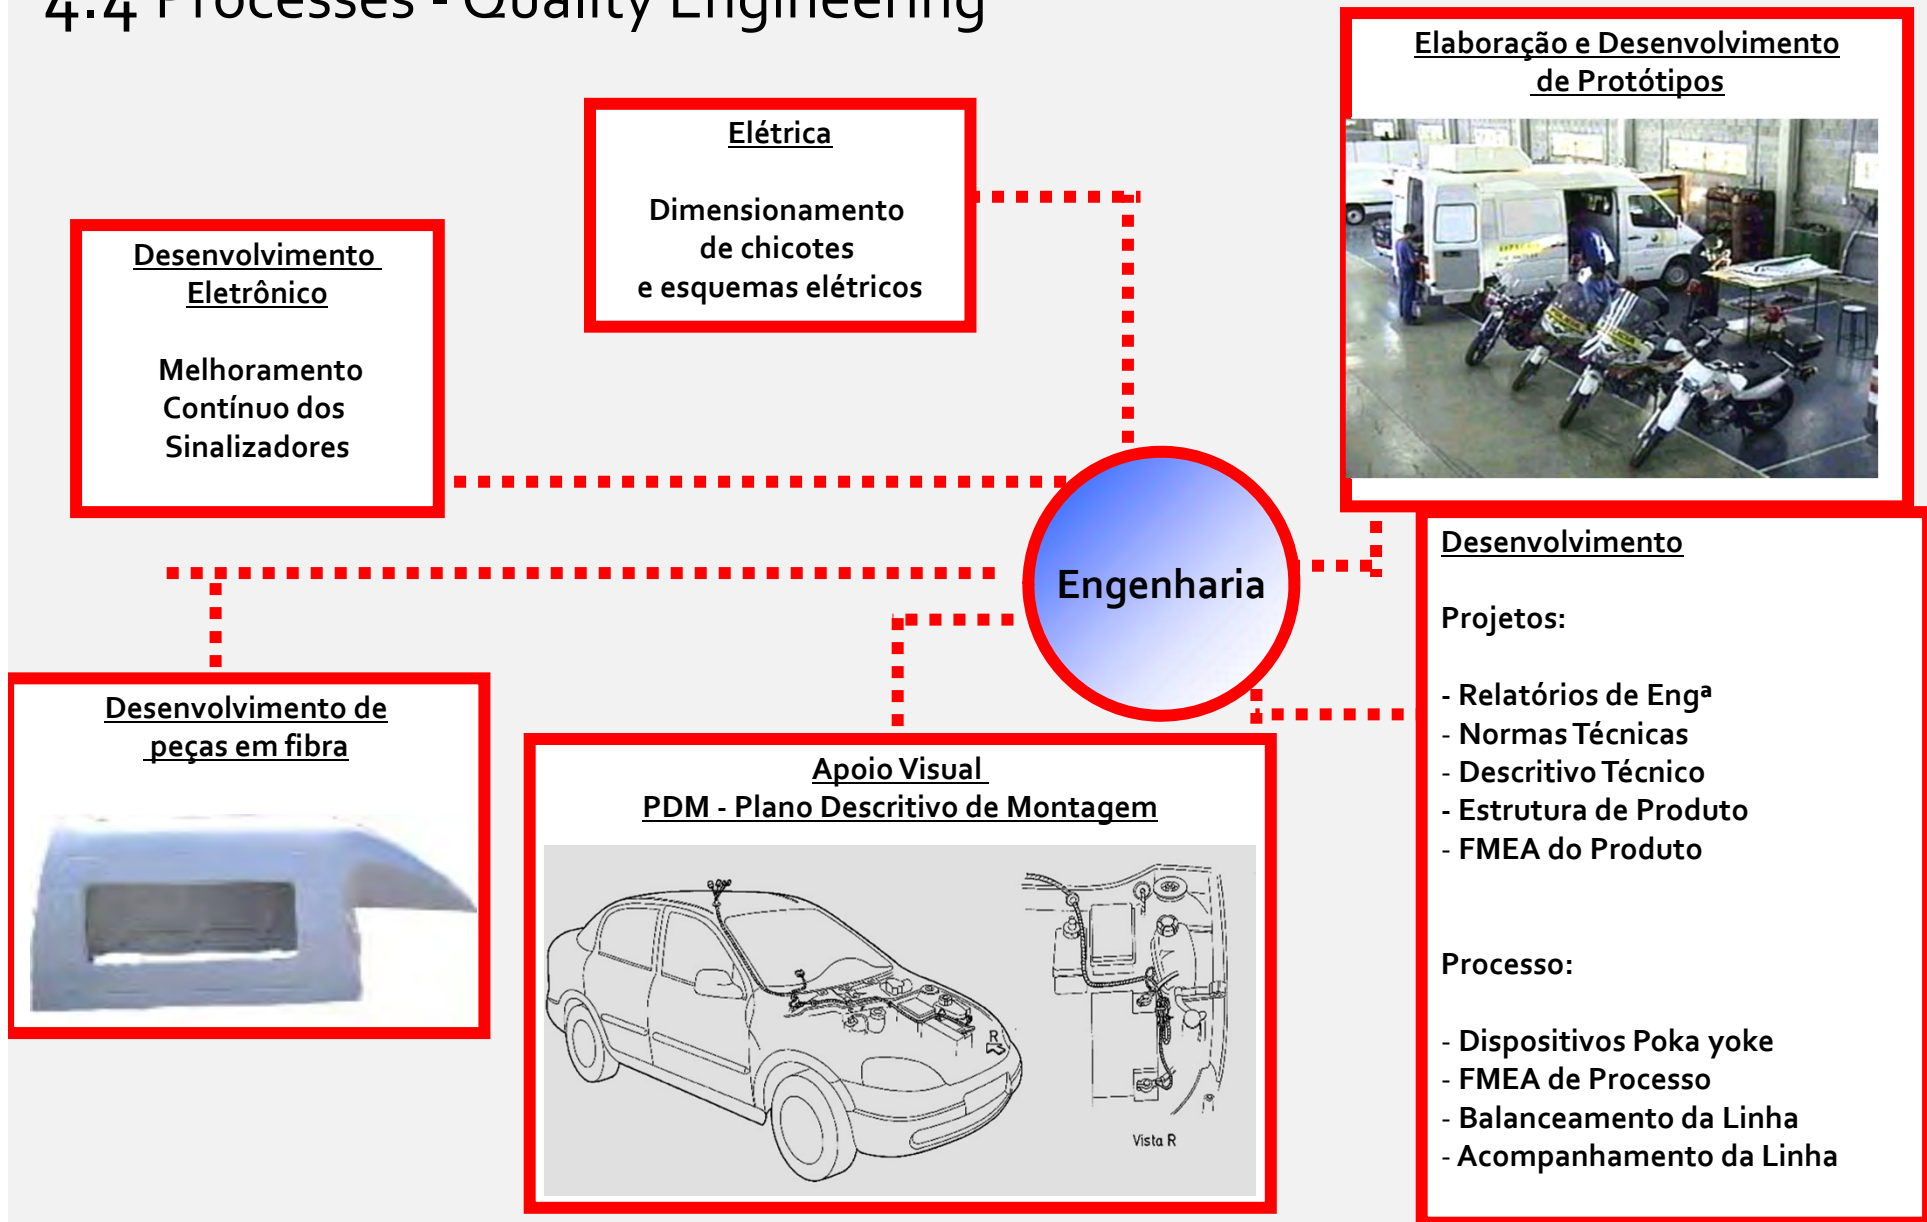 4.4 Processes - Quality Engineering
Elaboração e Desenvolvimento
de Protótipos
Elétrica
Dimensionamento
de chicotes
e esquemas elétricos
Desenvolvimento
Eletrônico
Melhoramento
Contínuo dos
Sinalizadores
Engenharia
Desenvolvimento
Projetos:
- Relatórios de Engª
- Normas Técnicas
- Descritivo Técnico
- Estrutura de Produto
- FMEA do Produto
Processo:
- Dispositivos Poka yoke
- FMEA de Processo
- Balanceamento da Linha
- Acompanhamento da Linha
Desenvolvimento de
peças em fibra
Apoio Visual
PDM - Plano Descritivo de Montagem
R
Vista R